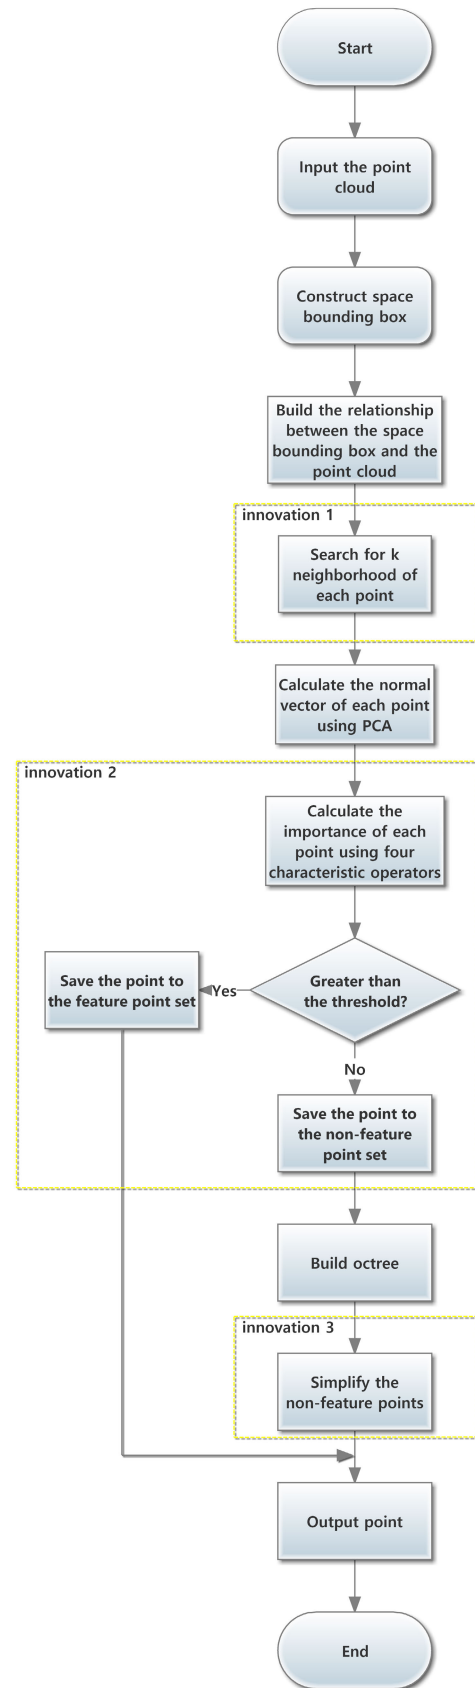 Start
Input the point
cloud
Construct space
bounding box
Build the relationship
between the space
bounding box and the
point cloud
innovation 1
Search for k
neighborhood of
each point
Calculate the normal
vector of each point
using PCA
innovation 2
Calculate the
importance of each
point using four
characteristic operators
Greater than
the threshold?
Yes
Save the point to
the feature point set
No
Save the point to
the non-feature
point set
Build octree
innovation 3
Simplify the
non-feature points
Output point
End